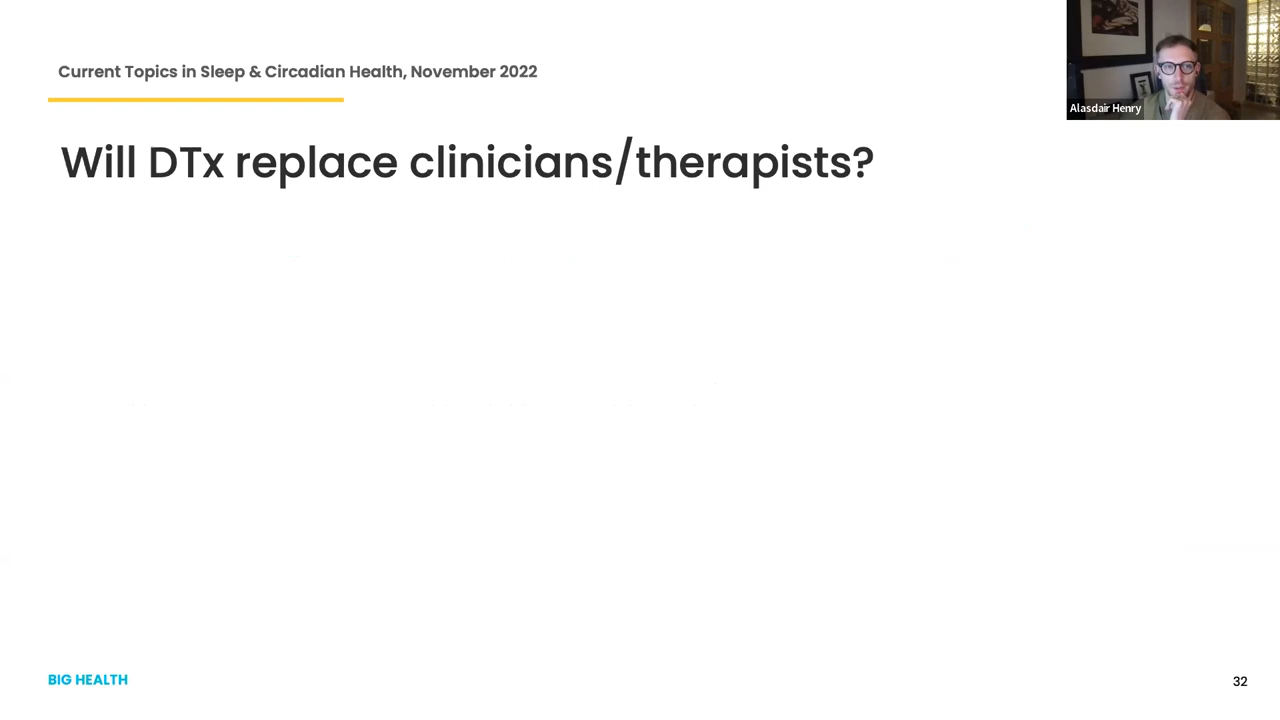 Current Topics in Sleep & Circadian Health, November 2022
Alasdair Henry
Will DTx replace clinicians/therapists?
BIG HEALTH
32